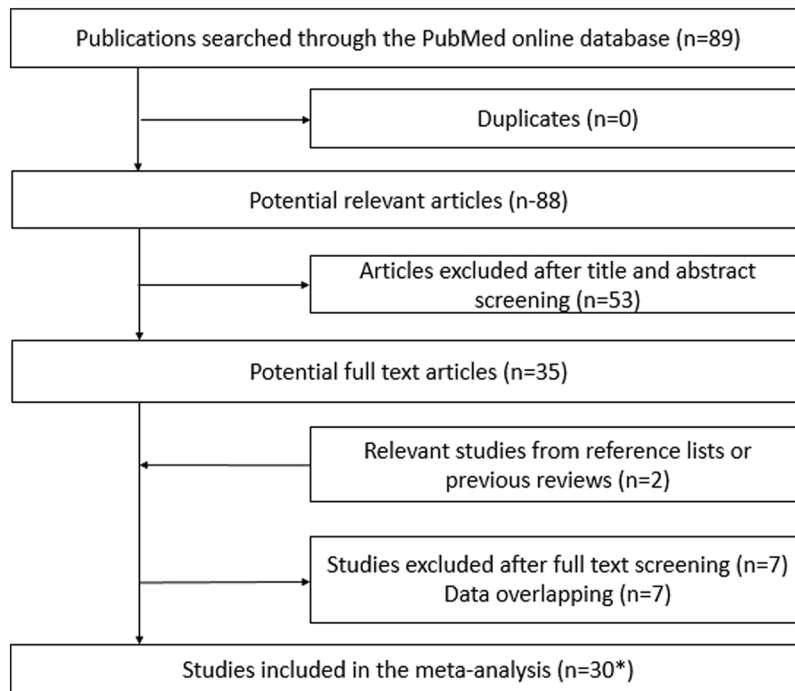 Publications searched through the PubMed online database (n=89)
Duplicates (n=0)
Potential relevant articles (n-88)
Articles excluded after title and abstract
screening (n=53)
Potential full text articles (n=35)
Relevant studies from reference lists or
previous reviews (n=2)
Studies excluded after full text screening (n=7)
Data overlapping (n=7)
Studies included in the meta-analysis (n=30*)